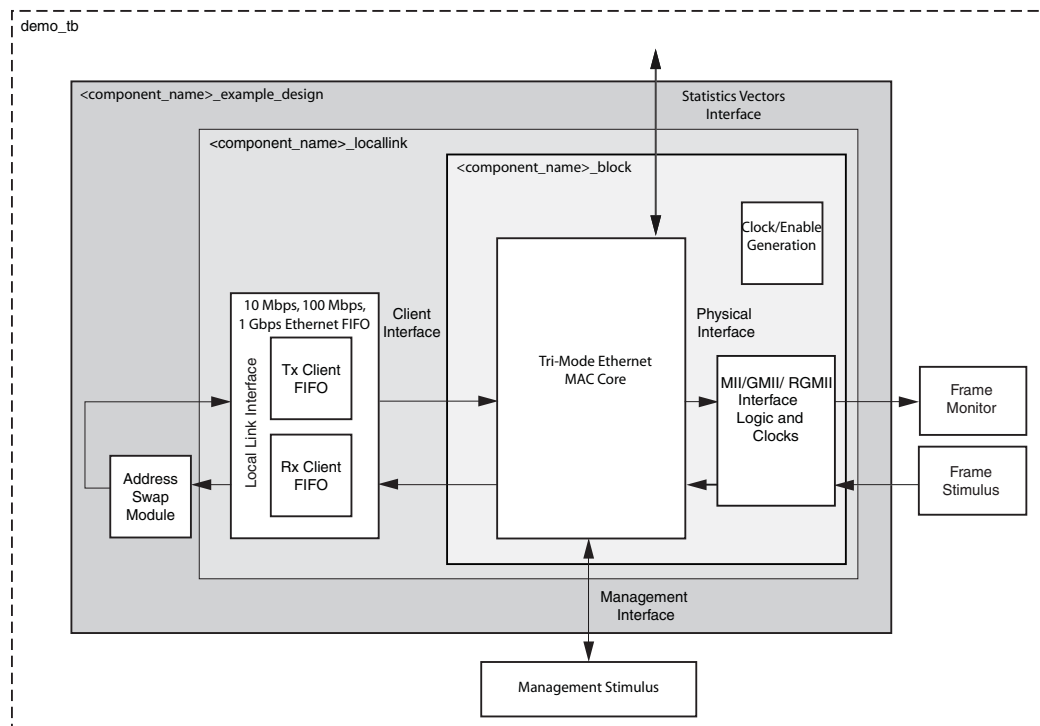 demo_tb
<component_name>_example_design
Statistics Vectors
Interface
<component_name>_locallink
<component_name>_block
Clock/Enable
Generation
10 Mbps, 100 Mbps,
1 Gbps Ethernet FIFO
Client
Interface
Physical
Interface
Local Link Interface
Tx Client
FIFO
Tri-Mode Ethernet
MAC Core
MII/GMII/ RGMII
Interface
Logic and
Clocks
Frame
Monitor
Rx Client
FIFO
Address
Swap
Module
Frame
Stimulus
Management
Interface
Management Stimulus